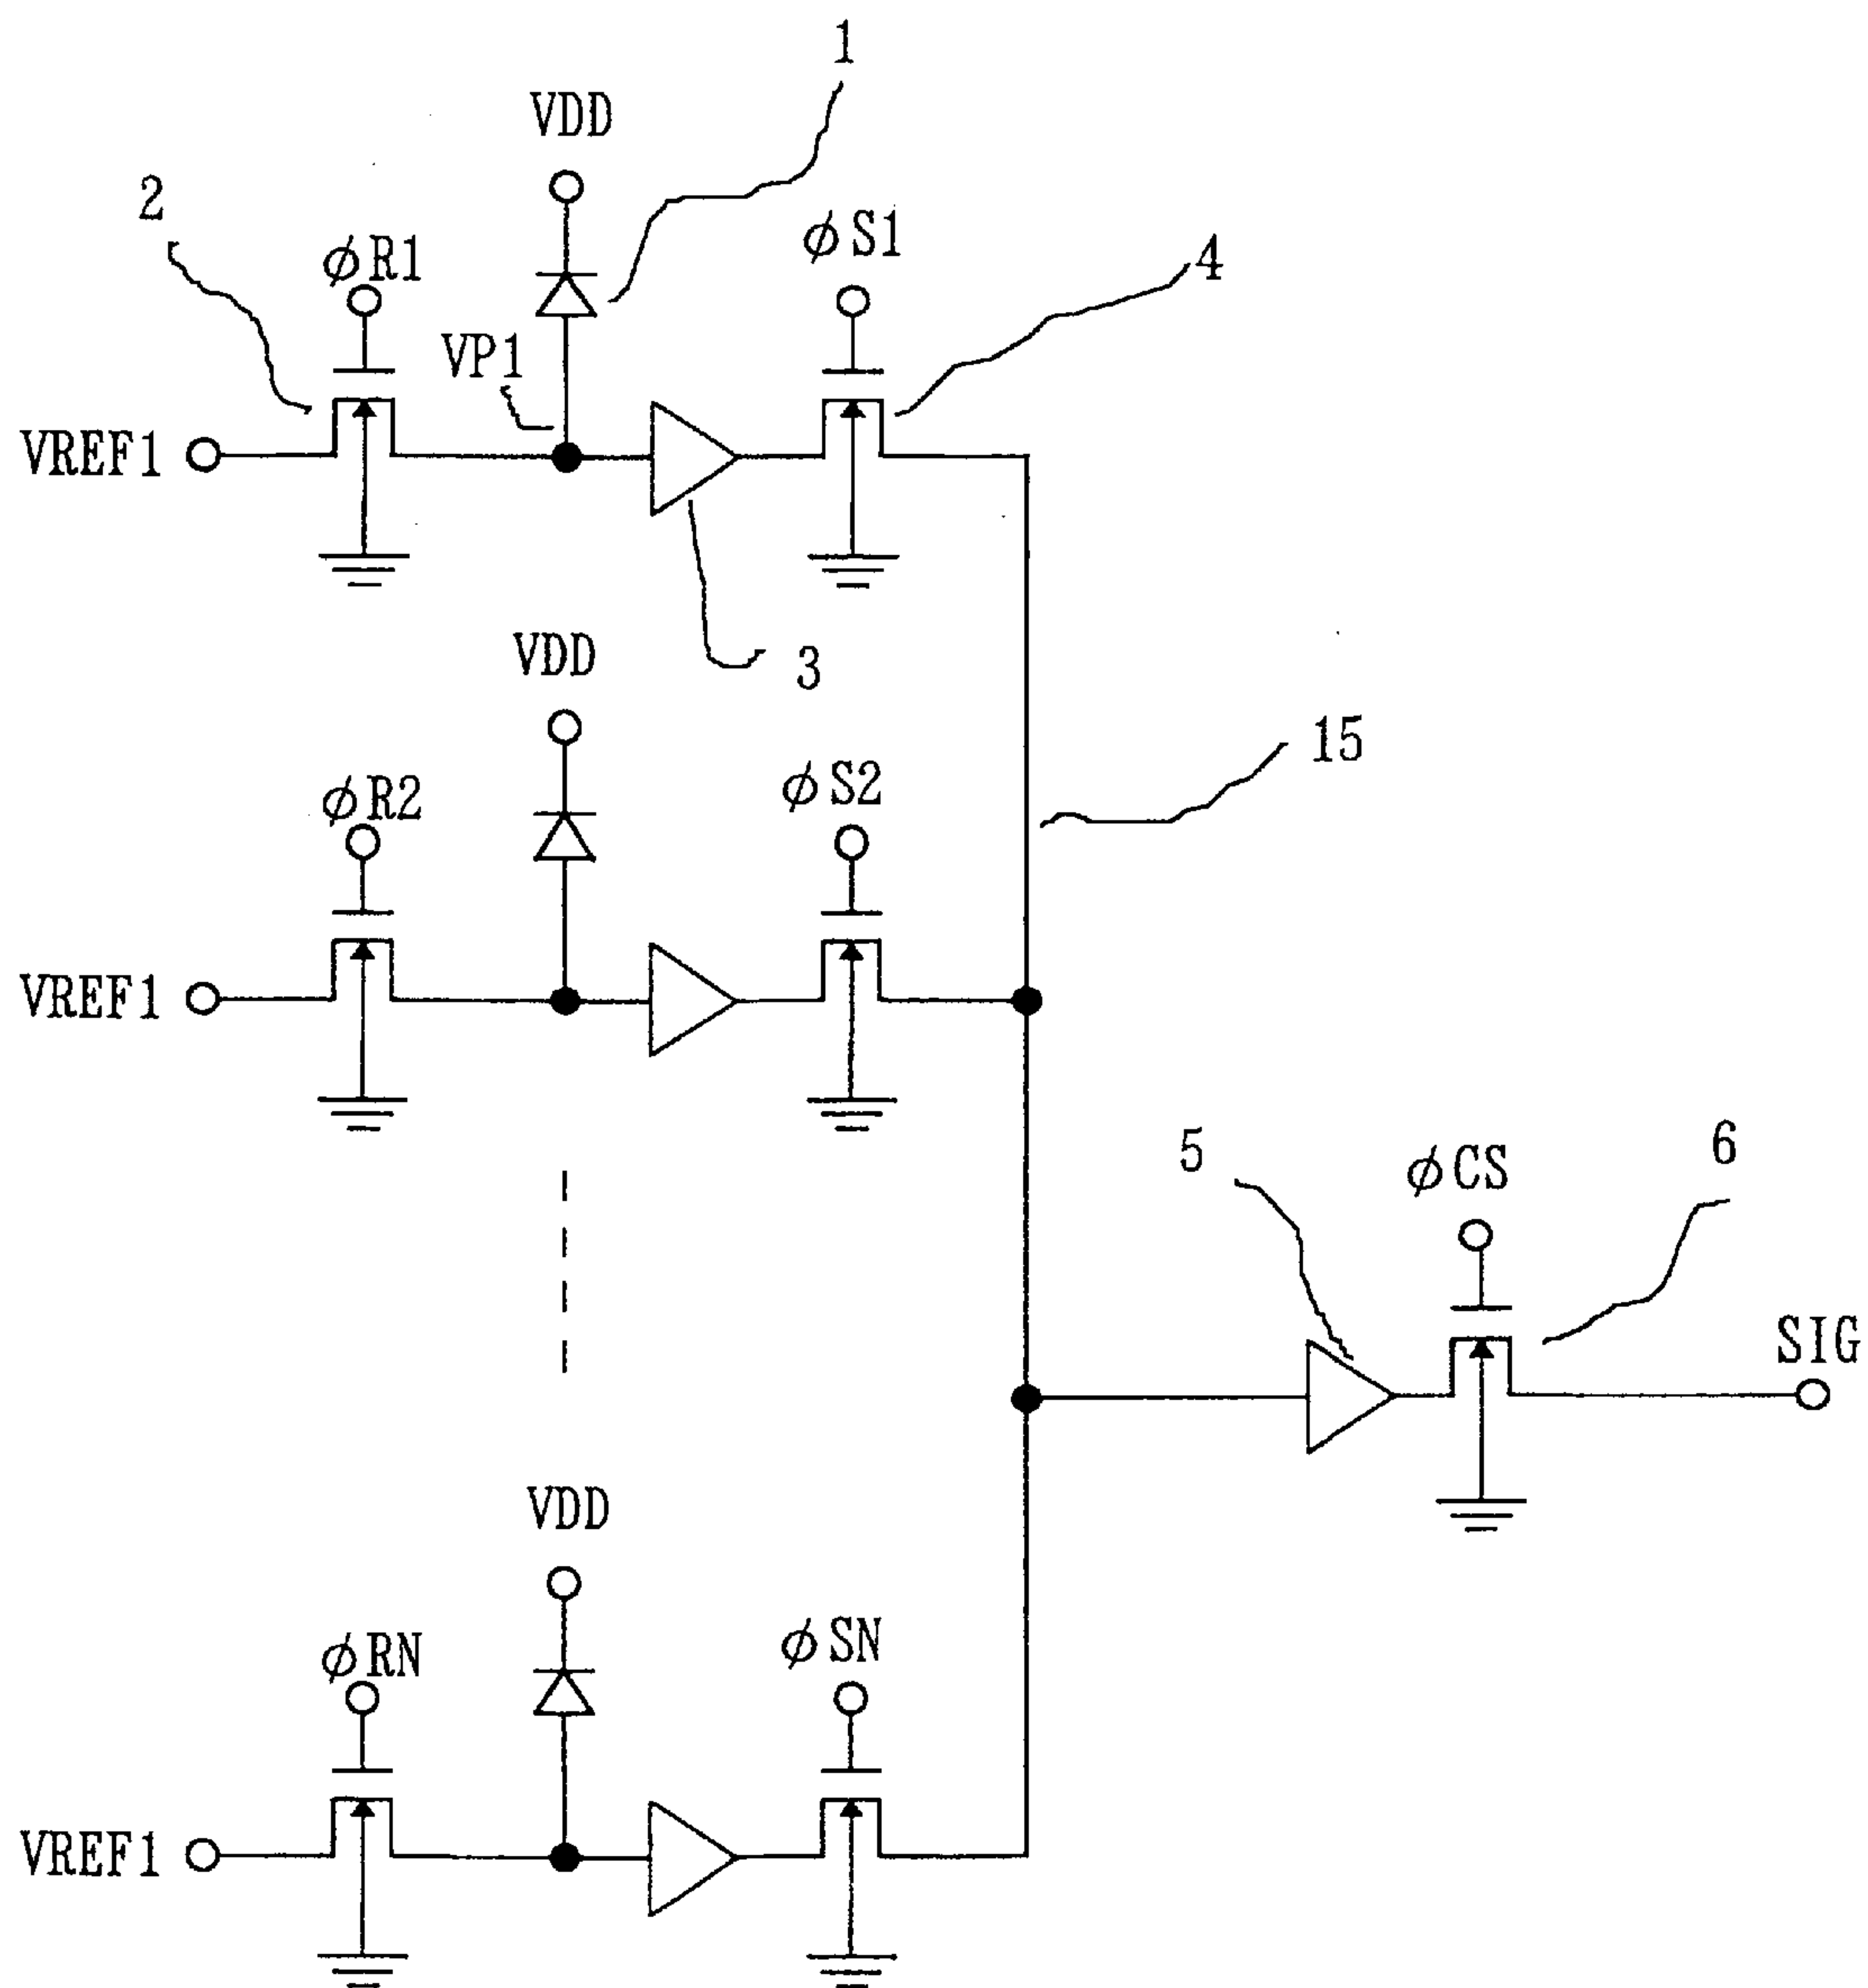 1
VDD
2
φR1
φS1
4
VP1
VREF1
3
VDD
15
φR2
φS2
VREF1
5
φCS
6
SIG
VDD
φRN
φSN
VREF1